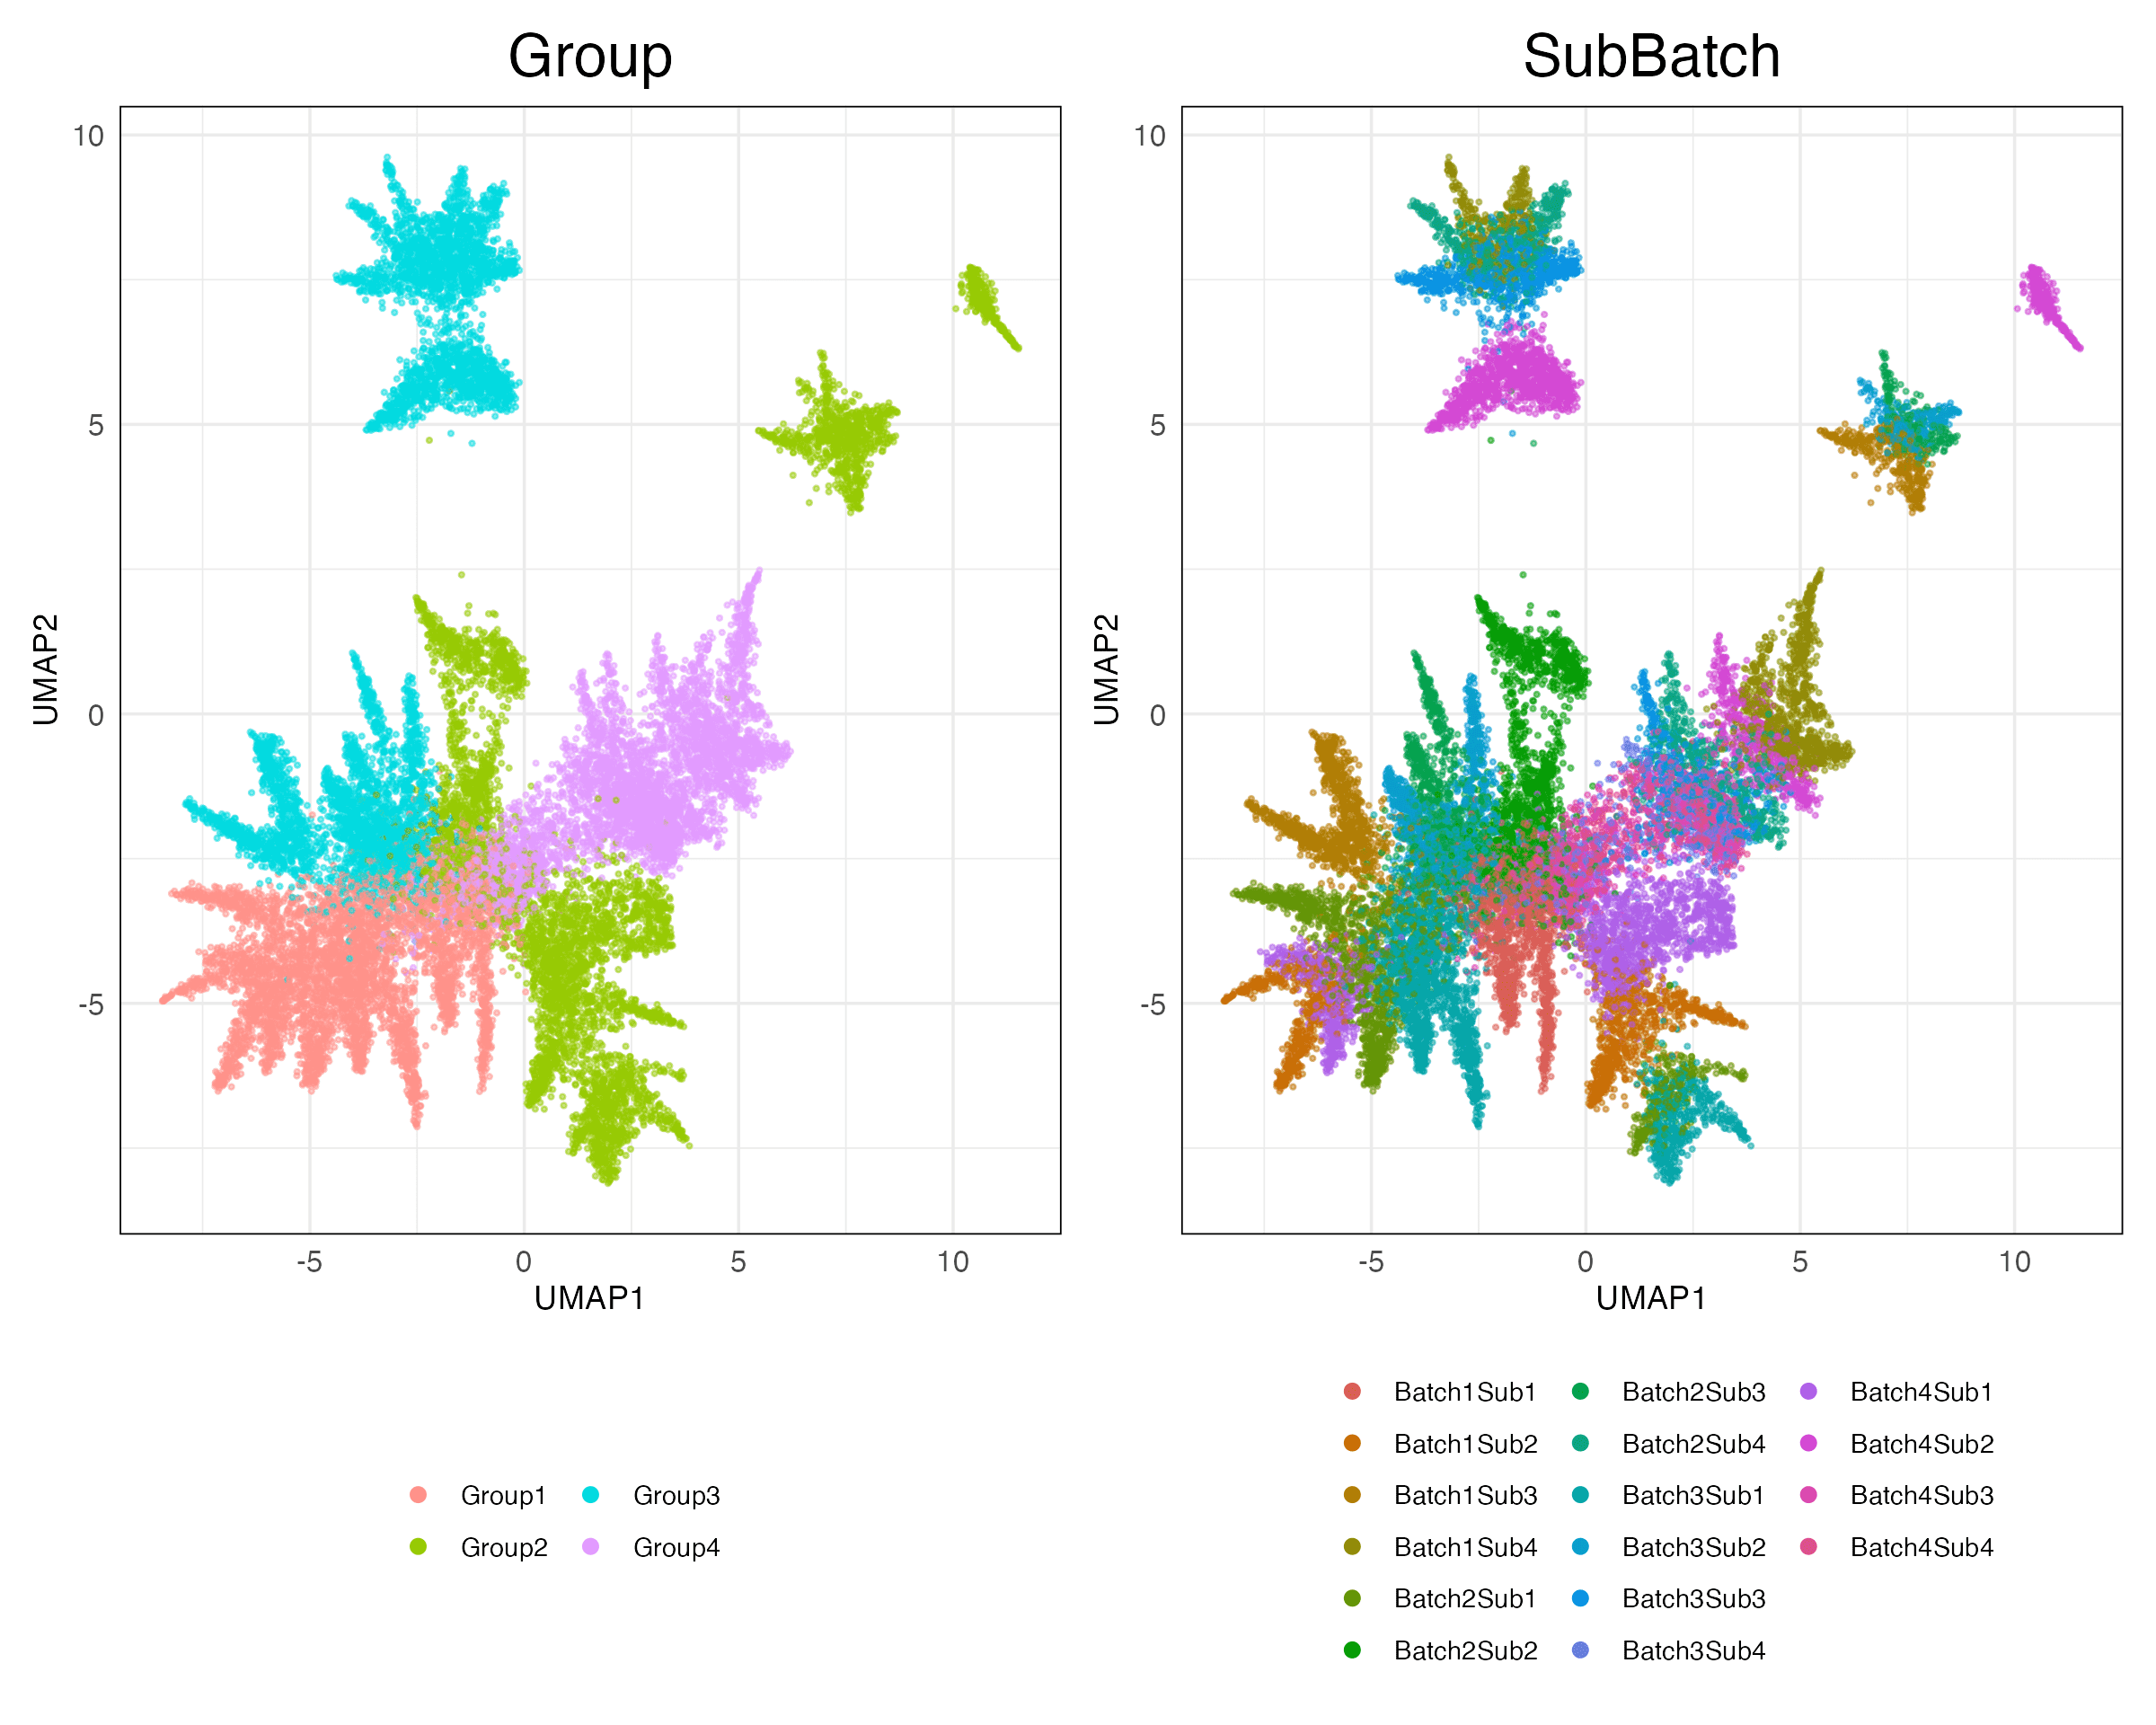 Group
SubBatch
10
5
0
-5
UMAP2
-5
0
5
10
UMAP1
10
5
0
-5
UMAP2
-5
0
5
10
UMAP1
Group1
Group3
Group2
Group4
Batch1Sub1
Batch2Sub3
Batch4Sub1
Batch1Sub2
Batch2Sub4
Batch4Sub2
Batch1Sub3
Batch3Sub1
Batch4Sub3
Batch1Sub4
Batch3Sub2
Batch4Sub4
Batch2Sub1
Batch3Sub3
Batch2Sub2
Batch3Sub4